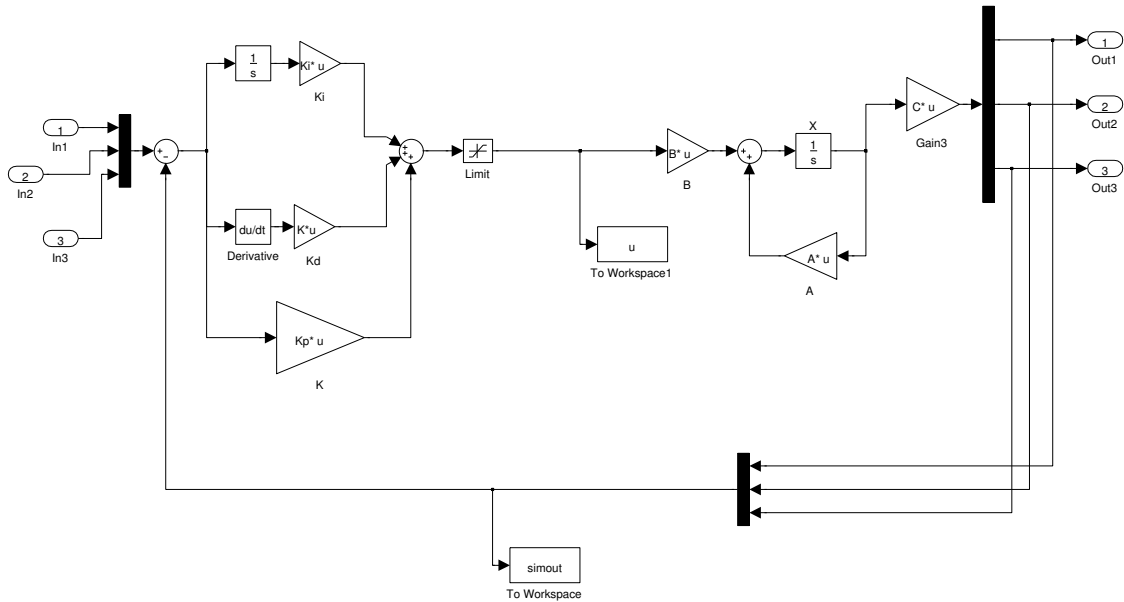 1
In1
2
In2
3
In3
+
−
1
s
Ki* u
Ki
du/dt
Derivative
K*u
Kd
Kp* u
K
+
+
+
Limit
u
To Workspace1
B* u
B
+
+
X
1
s
A* u
A
C* u
Gain3
1
Out1
2
Out2
3
Out3
simout
To Workspace